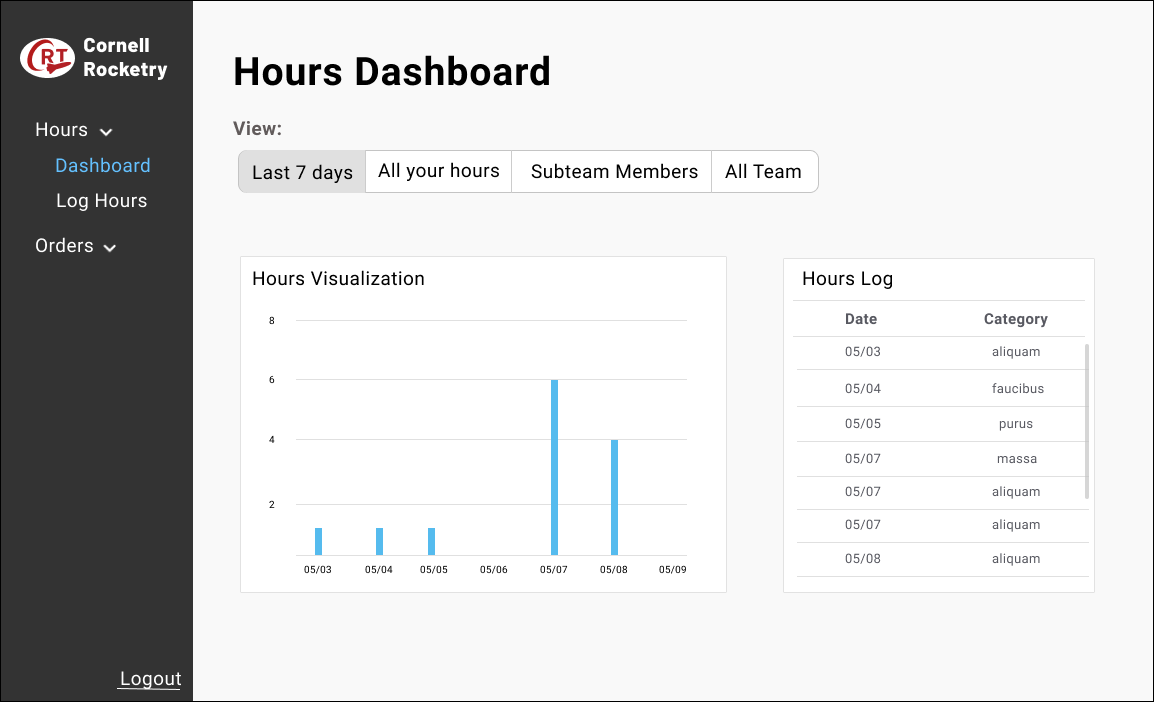 RT
Cornell
Rocketry
Hours
Dashboard
Log Hours
Orders
Logout
Hours Dashboard
View:
Last 7 days All your hours Subteam Members All Team
Hours Visualization
8
6
4
2
05/03 05/04 05/05 05/06 05/07 05/08 05/09
Hours Log
Date Category
05/03 aliquam
05/04 faucibus
05/05 purus
05/07 massa
05/07 aliquam
05/07 aliquam
05/08 aliquam